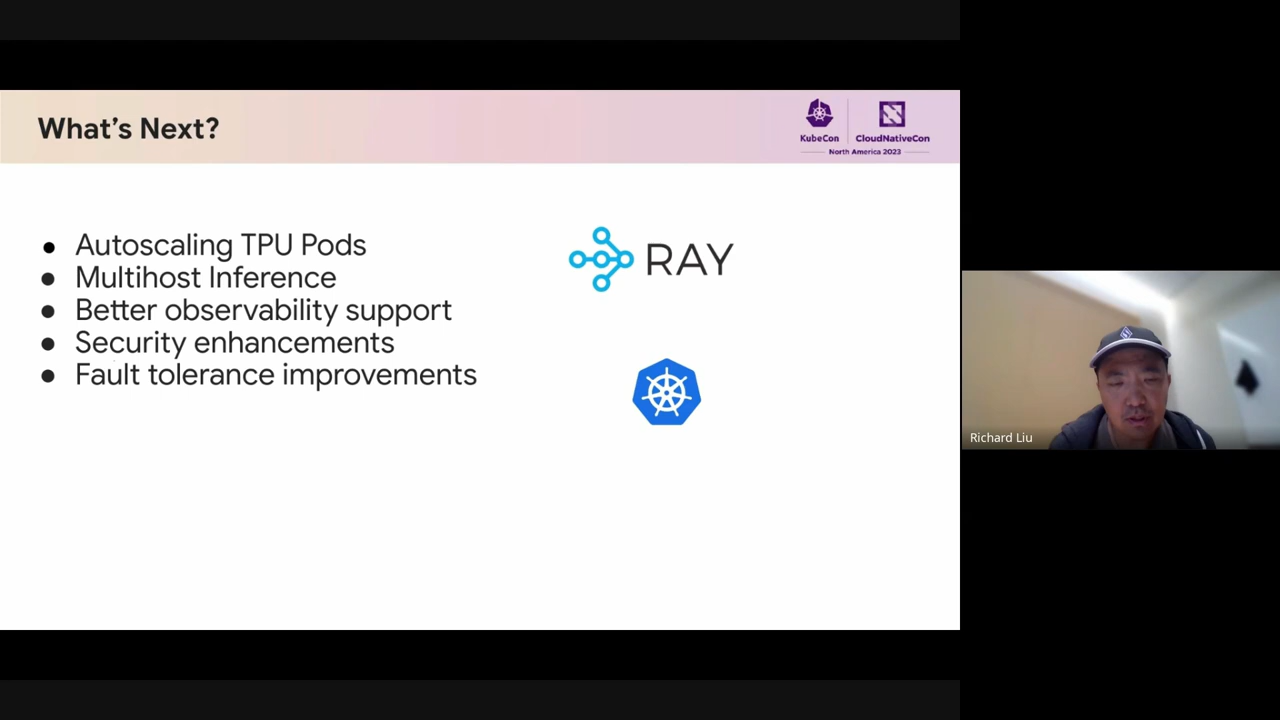 What's Next?
KubeCon
CloudNativeCon
North America 2023
● Autoscaling TPU Pods
● Multihost Inference
● Better observability support
● Security enhancements
● Fault tolerance improvements
RAY
Richard Liu